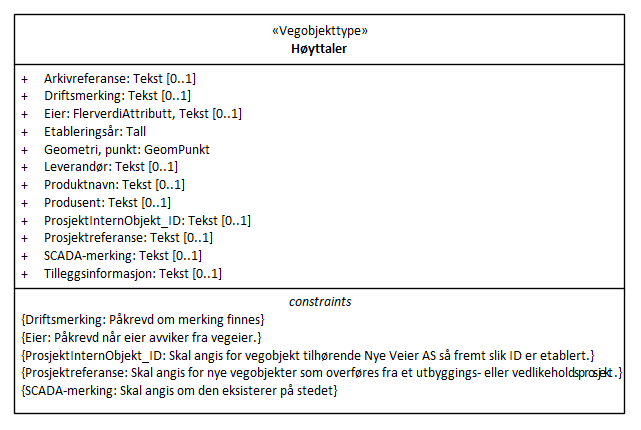 «Vegobjekttype»
Høyttaler
+ Arkivreferanse: Tekst [0..1]
+ Driftsmerking: Tekst [0..1]
+ Eier: FlerverdiAttributt, Tekst [0..1]
+ Etableringsår: Tall
+ Geometri, punkt: GeomPunkt
+ Leverandør: Tekst [0..1]
+ Produktnavn: Tekst [0..1]
+ Produsent: Tekst [0..1]
+ ProsjektInternObjekt_ID: Tekst [0..1]
+ Prosjektreferanse: Tekst [0..1]
+ SCADA-merking: Tekst [0..1]
+ Tilleggsinformasjon: Tekst [0..1]
constraints
{Driftsmerking: Påkrevd om merking finnes}
{Eier: Påkrevd når eier avviker fra vegeier.}
{ProsjektInternObjekt_ID: Skal angis for vegobjekt tilhørende Nye Veier AS så fremt slik ID er etablert.}
{Prosjektreferanse: Skal angis for nye vegobjekter som overføres fra et utbyggings- eller vedlikeholdsprosjekt.}
{SCADA-merking: Skal angis om den eksisterer på stedet}